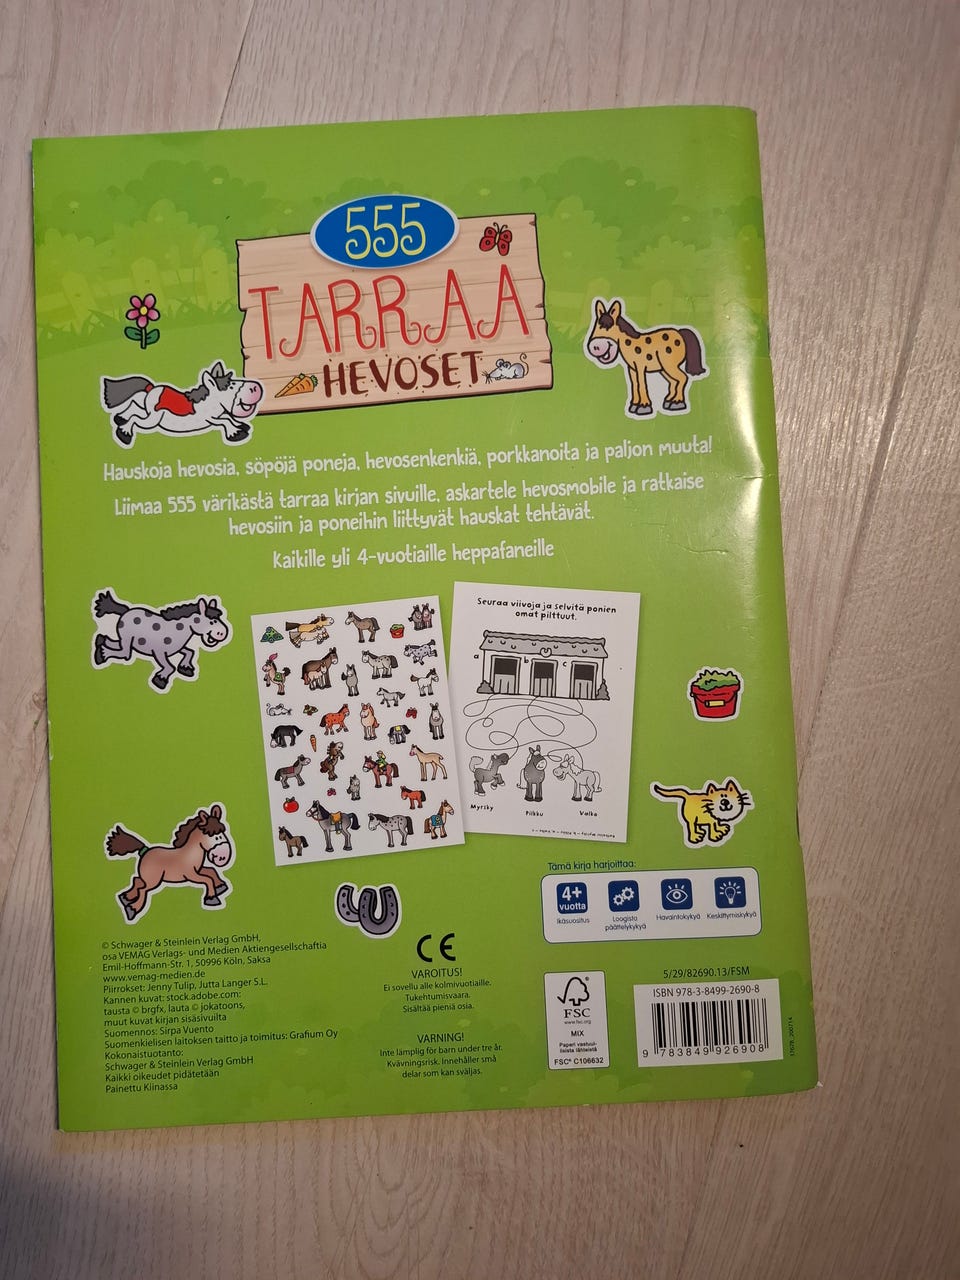 555
TARRAA
HEVOSET
Hauskoja hevosia, söpöjä poneja, hevosenkenkiä, porkkanoita ja paljon muuta!
Liimaa 555 värikästä tarraa kirjan sivuille, askartele hevosmobile ja ratkaise
hevosiin ja poneihin liittyvät hauskat tehtävät.
Kaikille yli 4-vuotiaille heppafaneille
Seuraa viivoja ja selvitä ponien
omat pilttuut.
a
b
c
Myrsky
Pilkku
Valko
Tämä kirja harjoittaa:
4+
vuotta
Ikäsuositus
Loogista
päättelykykyä
Havaintokykyä
Keskittymiskykyä
© Schwager & Steinlein Verlag GmbH,
osa VEMAG Verlags- und Medien Aktiengesellschaftia
Emil-Hoffmann-Str. 1, 50996 Köln, Saksa
www.vemag-medien.de
Piirrokset: Jenny Tulip, Jutta Langer S.L.
Kannen kuvat: stock.adobe.com:
tausta © brgfx, lauta © jokatoons,
muut kuvat kirjan sisäsivuilta
Suomennos: Sirpa Vuento
Suomenkielisen laitoksen taitto ja toimitus: Grafium Oy
Kokonaistuotanto:
Schwager & Steinlein Verlag GmbH
Kaikki oikeudet pidätetään
Painettu Kiinassa
CE
VAROITUS!
Ei sovellu alle kolmivuotiaille.
Tukehtumisvaara.
Sisältää pieniä osia.
VARNING!
Inte lämplig för barn under tre år.
Kvävningsrisk. Innehåller små
delar som kan sväljas.
FSC
www.fsc.org
MIX
Paperi vastuul-
lisista lähteistä
FSC® C106632
5/29/82690.13/FSM
ISBN 978-3-8499-2690-8
9 783849 926908